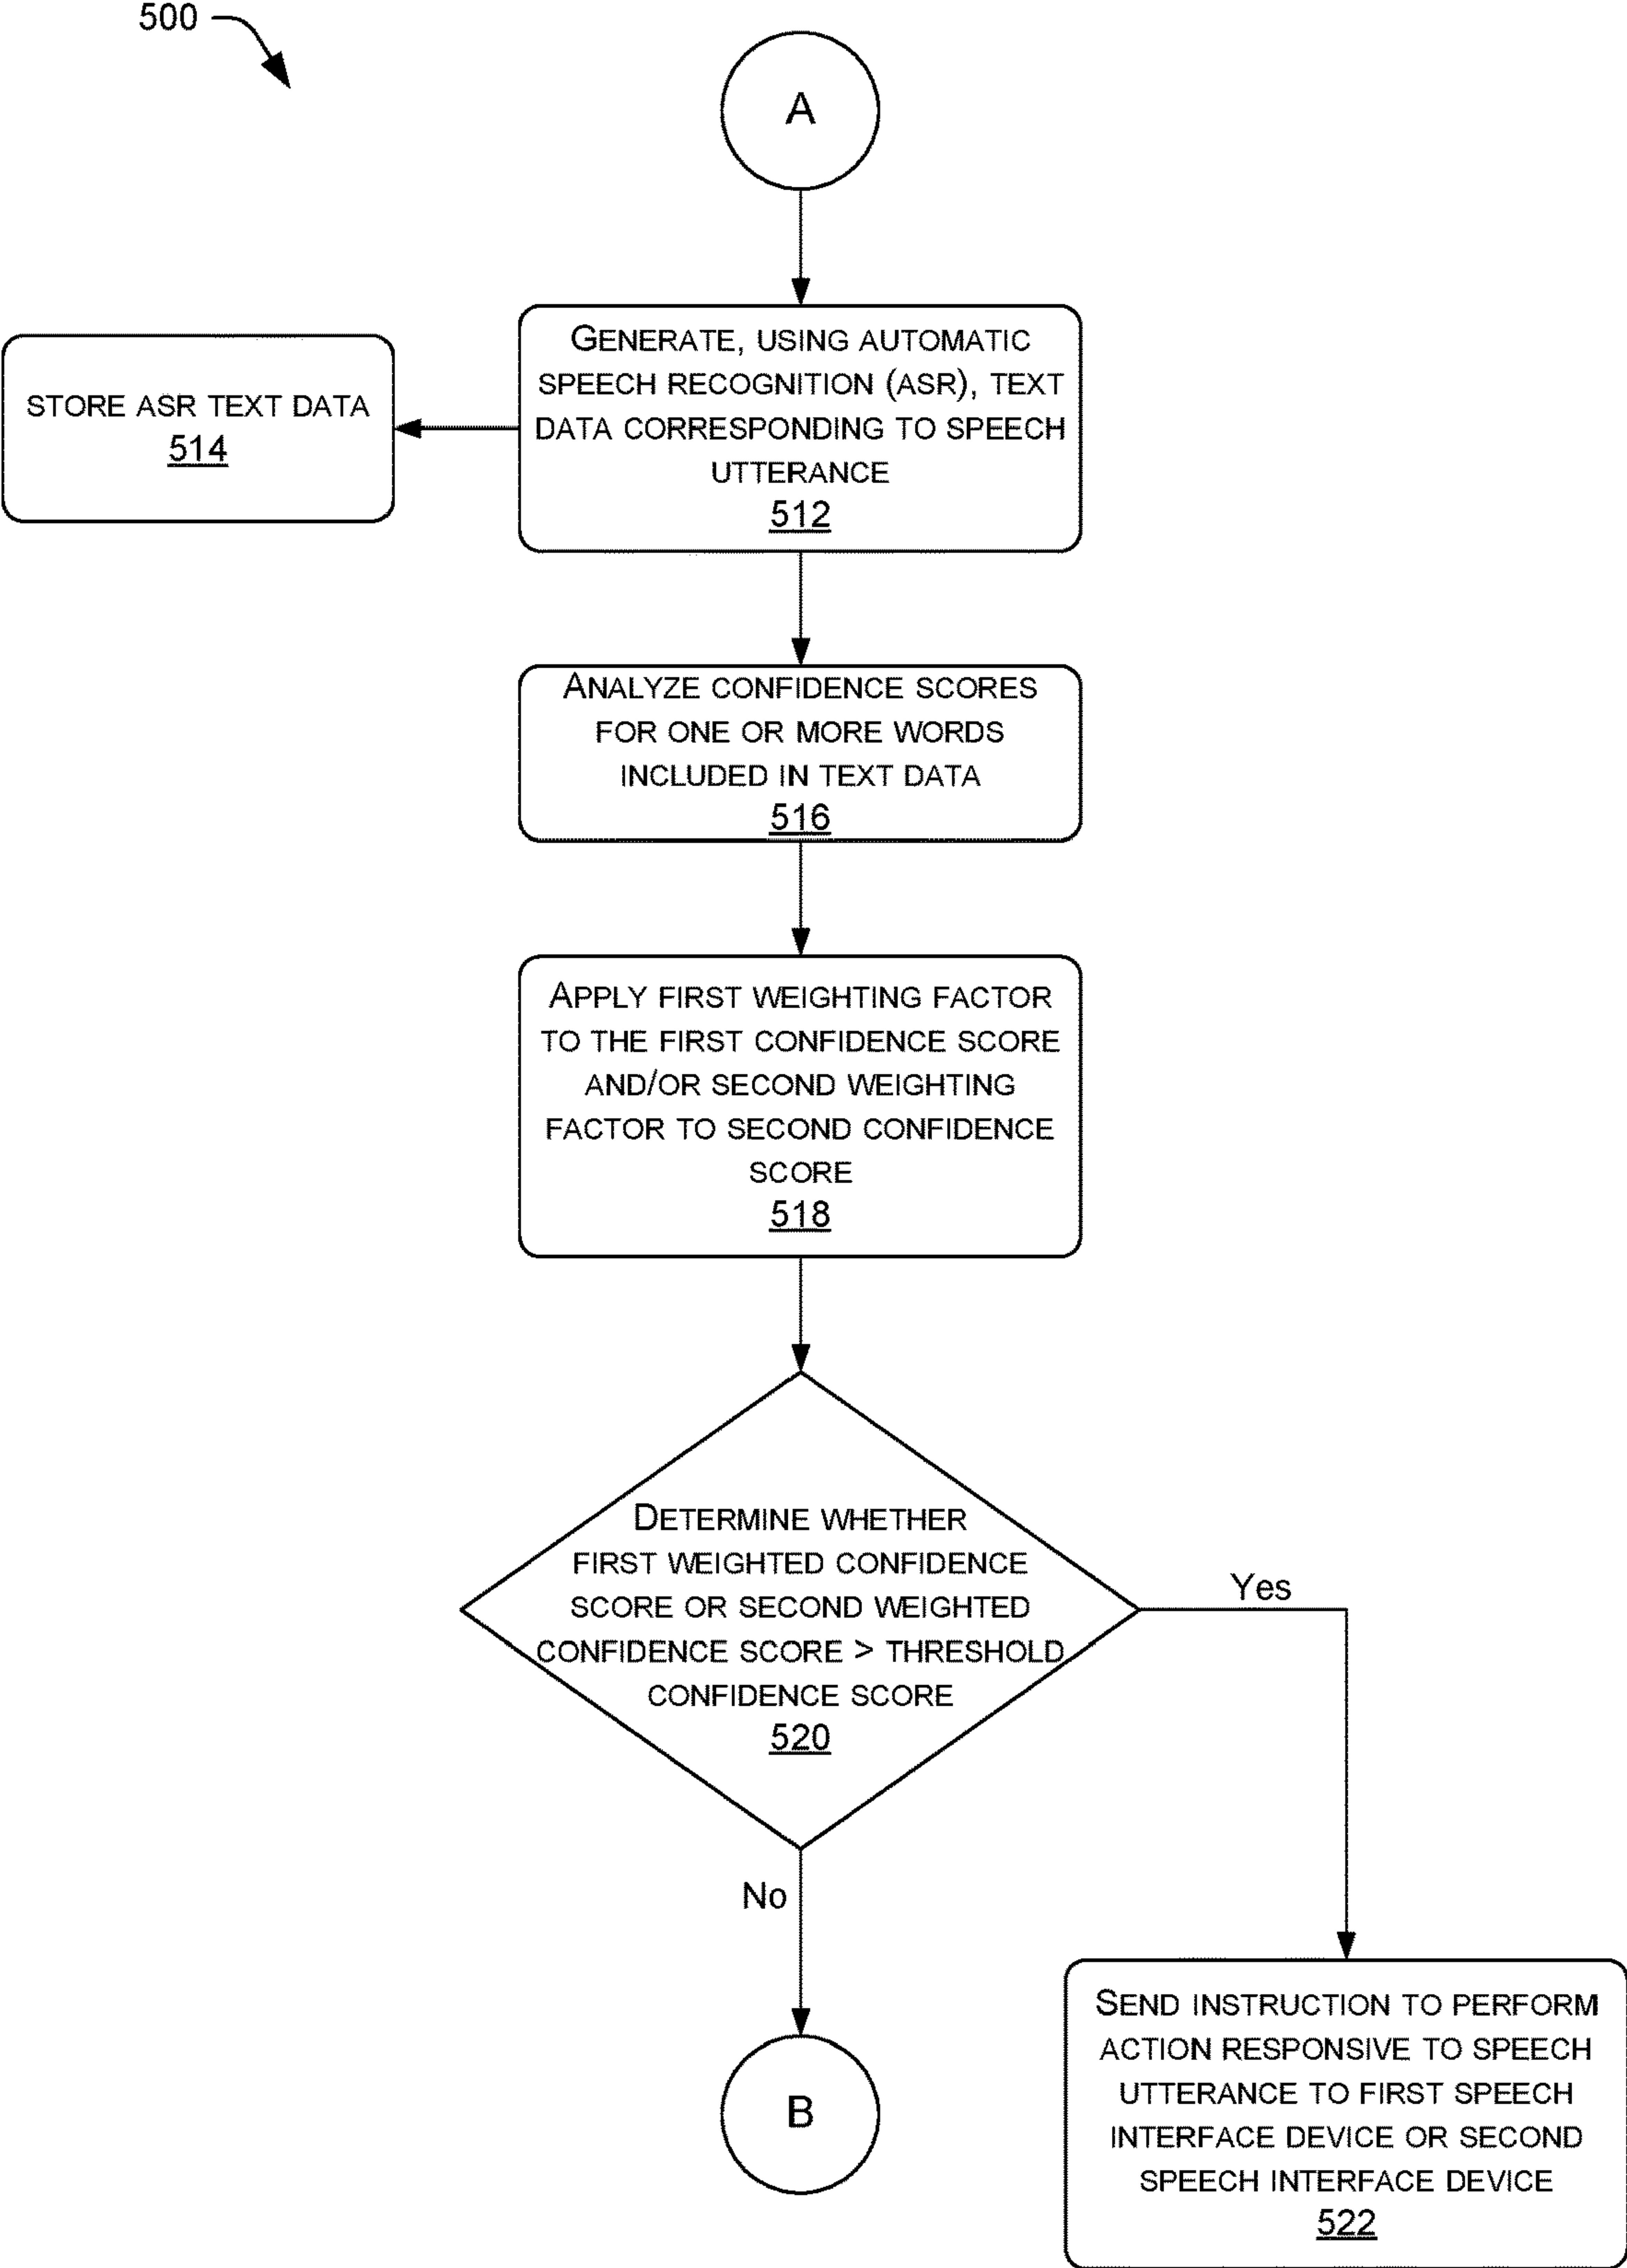 500
A
GENERATE, USING AUTOMATIC
SPEECH RECOGNITION (ASR), TEXT
DATA CORRESPONDING TO SPEECH
UTTERANCE
512
STORE ASR TEXT DATA
514
ANALYZE CONFIDENCE SCORES
FOR ONE OR MORE WORDS
INCLUDED IN TEXT DATA
516
APPLY FIRST WEIGHTING FACTOR
TO THE FIRST CONFIDENCE SCORE
AND/OR SECOND WEIGHTING
FACTOR TO SECOND CONFIDENCE
SCORE
518
DETERMINE WHETHER
FIRST WEIGHTED CONFIDENCE
SCORE OR SECOND WEIGHTED
CONFIDENCE SCORE > THRESHOLD
CONFIDENCE SCORE
520
Yes
No
B
SEND INSTRUCTION TO PERFORM
ACTION RESPONSIVE TO SPEECH
UTTERANCE TO FIRST SPEECH
INTERFACE DEVICE OR SECOND
SPEECH INTERFACE DEVICE
522